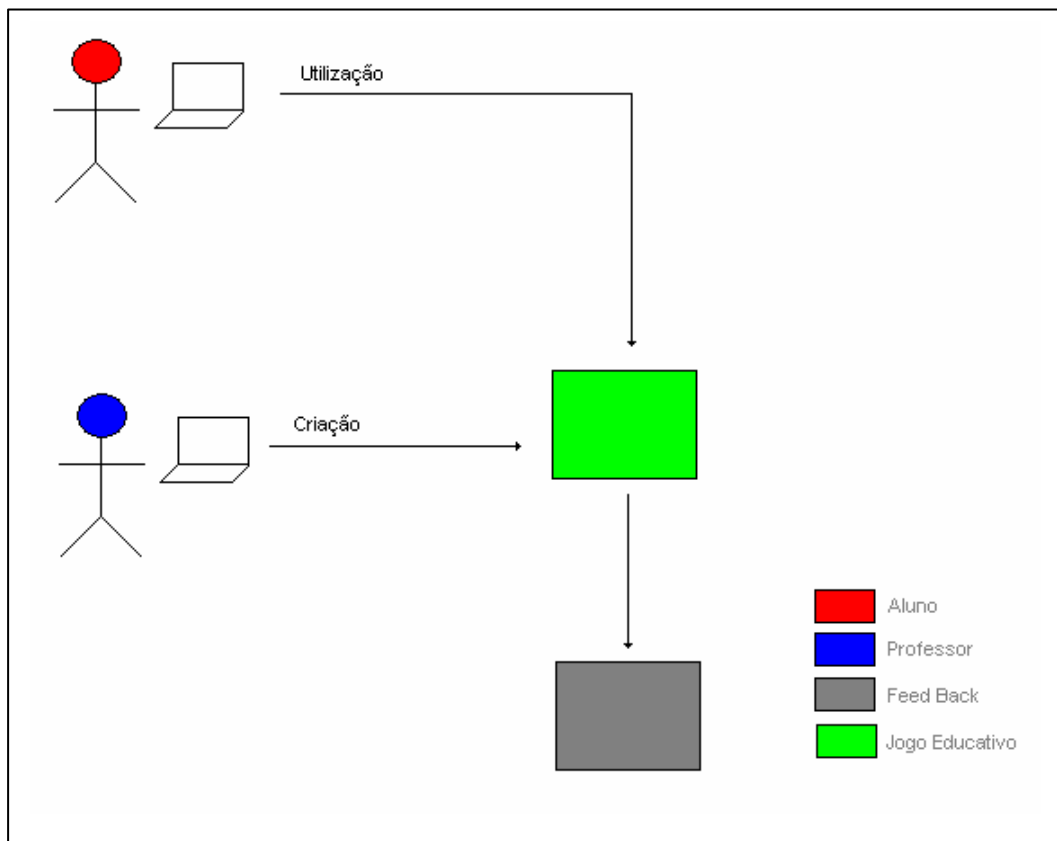 Utilização
Criação
Aluno
Professor
Feed Back
Jogo Educativo